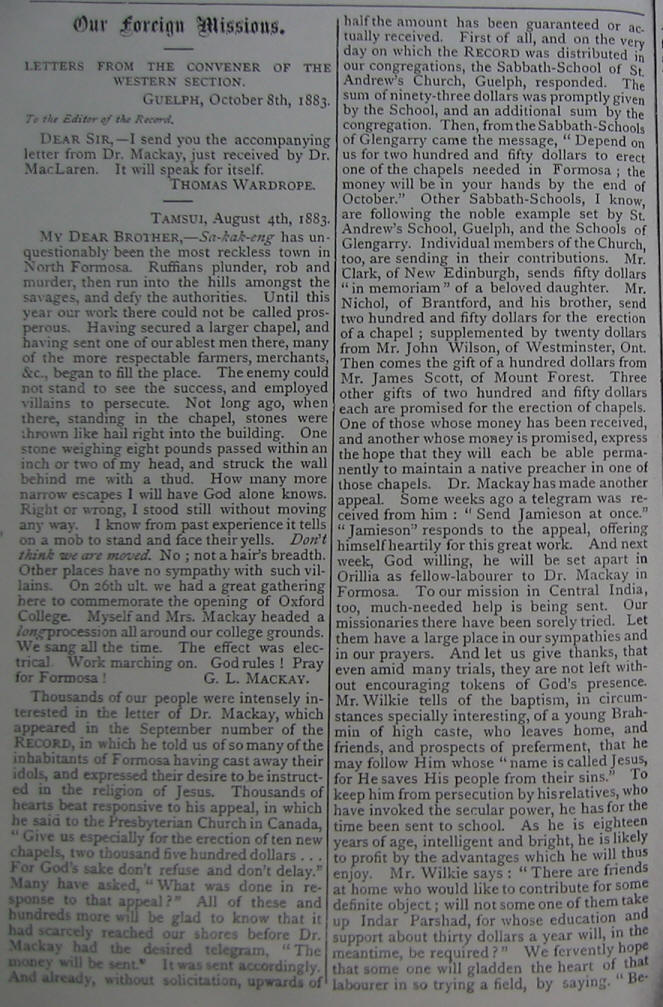 Our Foreign Missions.
LETTERS FROM THE CONVENER OF THE
WESTERN SECTION.
GUELPH, October 8th, 1883.
To the Editor of the Record.
DEAR SIR,—I send you the accompanying
letter from Dr. Mackay, just received by Dr.
MacLaren. It will speak for itself.
THOMAS WARDROPE.
TAMSUI, August 4th, 1883.
MY DEAR BROTHER,—Sa-kak-eng has un-
questionably been the most reckless town in
North Formosa. Ruffians plunder, rob and
murder, then run into the hills amongst the
savages, and defy the authorities. Until this
year our work there could not be called pros-
perous. Having secured a larger chapel, and
having sent one of our ablest men there, many
of the more respectable farmers, merchants,
&c., began to fill the place. The enemy could
not stand to see the success, and employed
villains to persecute. Not long ago, when
there, standing in the chapel, stones were
thrown like hail right into the building. One
stone weighing eight pounds passed within an
inch or two of my head, and struck the wall
behind me with a thud. How many more
narrow escapes I will have God alone knows.
Right or wrong, I stood still without moving
any way. I know from past experience it tells
on a mob to stand and face their yells. Don't
think we are moved. No ; not a hair's breadth.
Other places have no sympathy with such vil-
lains. On 26th ult. we had a great gathering
here to commemorate the opening of Oxford
College. Myself and Mrs. Mackay headed a
long procession all around our college grounds.
We sang all the time. The effect was elec-
trical. Work marching on. God rules ! Pray
for Formosa ! G. L. MACKAY.
Thousands of our people were intensely in-
terested in the letter of Dr. Mackay, which
appeared in the September number of the
RECORD, in which he told us of so many of the
inhabitants of Formosa having cast away their
idols, and expressed their desire to be instruct-
ed in the religion of Jesus. Thousands of
hearts beat responsive to his appeal, in which
he said to the Presbyterian Church in Canada,
" Give us especially for the erection of ten new
chapels, two thousand five hundred dollars . . .
For God's sake don't refuse and don't delay."
Many have asked, " What was done in re-
sponse to that appeal ?" All of these and
hundreds more will be glad to know that it
had scarcely reached our shores before Dr.
Mackay had the desired telegram, " The
money will be sent." It was sent accordingly.
And already, without solicitation, upwards of
half the amount has been guaranteed or ac-
tually received. First of all, and on the very
day on which the RECORD was distributed in
our congregations, the Sabbath-School of St.
Andrew's Church, Guelph, responded. The
sum of ninety-three dollars was promptly given
by the School, and an additional sum by the
congregation. Then, from the Sabbath-Schools
of Glengarry came the message, " Depend on
us for two hundred and fifty dollars to erect
one of the chapels needed in Formosa ; the
money will be in your hands by the end of
October." Other Sabbath-Schools, I know,
are following the noble example set by St.
Andrew's School, Guelph, and the Schools of
Glengarry. Individual members of the Church,
too, are sending in their contributions. Mr.
Clark, of New Edinburgh, sends fifty dollars
" in memoriam " of a beloved daughter. Mr.
Nichol, of Brantford, and his brother, send
two hundred and fifty dollars for the erection
of a chapel ; supplemented by twenty dollars
from Mr. John Wilson, of Westminster, Ont.
Then comes the gift of a hundred dollars from
Mr. James Scott, of Mount Forest. Three
other gifts of two hundred and fifty dollars
each are promised for the erection of chapels.
One of those whose money has been received,
and another whose money is promised, express
the hope that they will each be able perma-
nently to maintain a native preacher in one of
those chapels. Dr. Mackay has made another
appeal. Some weeks ago a telegram was re-
ceived from him : " Send Jamieson at once."
" Jamieson " responds to the appeal, offering
himself heartily for this great work. And next
week, God willing, he will be set apart in
Orillia as fellow-labourer to Dr. Mackay in
Formosa. To our mission in Central India,
too, much-needed help is being sent. Our
missionaries there have been sorely tried. Let
them have a large place in our sympathies and
in our prayers. And let us give thanks, that
even amid many trials, they are not left with-
out encouraging tokens of God's presence.
Mr. Wilkie tells of the baptism, in circum-
stances specially interesting, of a young Brah-
min of high caste, who leaves home, and
friends, and prospects of preferment, that he
may follow Him whose " name is called Jesus,
for He saves His people from their sins." To
keep him from persecution by his relatives, who
have invoked the secular power, he has for the
time been sent to school. As he is eighteen
years of age, intelligent and bright, he is likely
to profit by the advantages which he will thus
enjoy. Mr. Wilkie says : " There are friends
at home who would like to contribute for some
definite object ; will not some one of them take
up Indar Parshad, for whose education and
support about thirty dollars a year will, in the
meantime, be required ?" We fervently hope
that some one will gladden the heart of that
labourer in so trying a field, by saying. " Be-